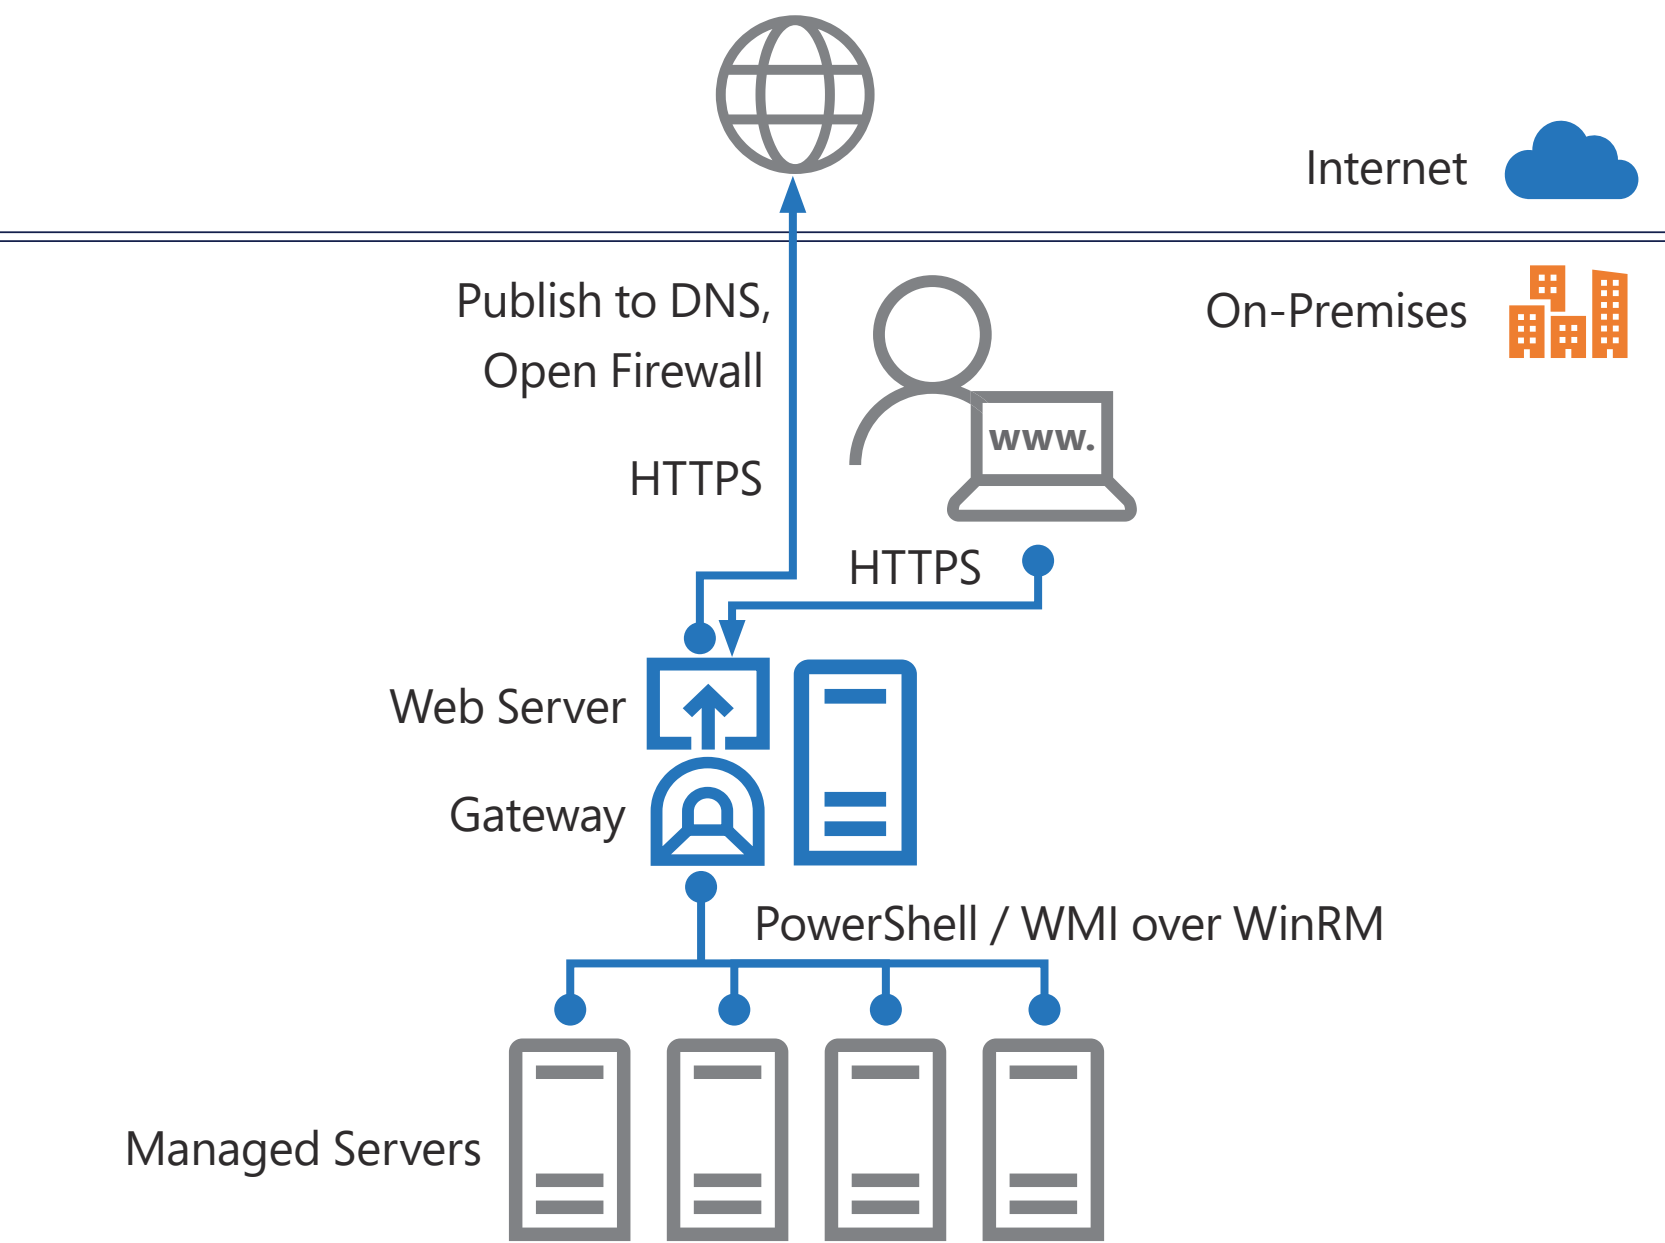 Internet
On-Premises
Publish to DNS,
Open Firewall
www.
HTTPS
HTTPS
Web Server
Gateway
PowerShell / WMI over WinRM
Managed Servers